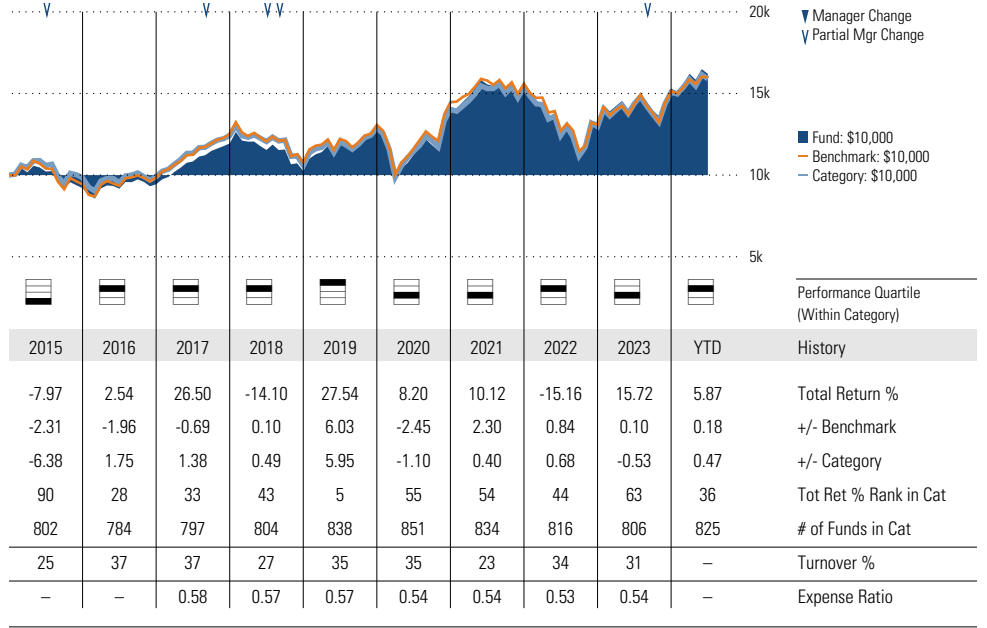 20k
▼ Manager Change
∨ Partial Mgr Change
15k
Fund: $10,000
Benchmark: $10,000
Category: $10,000
10k
5k
Performance Quartile
(Within Category)
2015 2016 2017 2018 2019 2020 2021 2022 2023 YTD History
-7.97 2.54 26.50 -14.10 27.54 8.20 10.12 -15.16 15.72 5.87 Total Return %
-2.31 -1.96 -0.69 0.10 6.03 -2.45 2.30 0.84 0.10 0.18 +/- Benchmark
-6.38 1.75 1.38 0.49 5.95 -1.10 0.40 0.68 -0.53 0.47 +/- Category
90 28 33 43 5 55 54 44 63 36 Tot Ret % Rank in Cat
802 784 797 804 838 851 834 816 806 825 # of Funds in Cat
25 37 37 27 35 35 23 34 31 – Turnover %
– – 0.58 0.57 0.57 0.54 0.54 0.53 0.54 – Expense Ratio